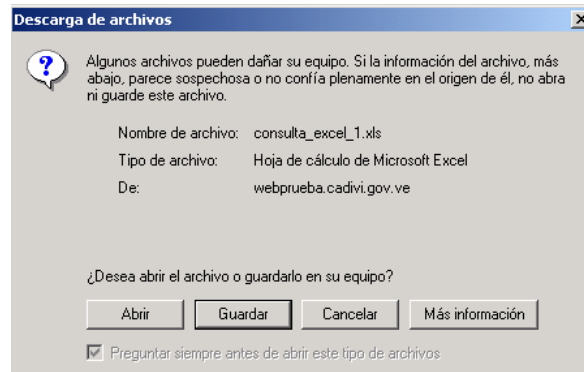 Descarga de archivos
Algunos archivos pueden dañar su equipo. Si la información del archivo, más
abajo, parece sospechosa o no confía plenamente en el origen de él, no abra
ni guarde este archivo.
Nombre de archivo: consulta_excel_1.xls
Tipo de archivo: Hoja de cálculo de Microsoft Excel
De: webprueba.cadivi.gov.ve
¿Desea abrir el archivo o guardarlo en su equipo?
Abrir Guardar Cancelar Más información
Preguntar siempre antes de abrir este tipo de archivos